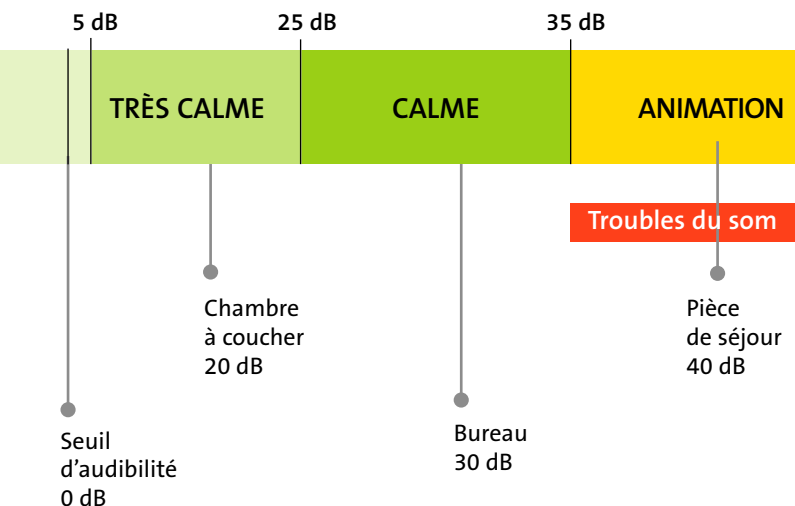 5 dB
25 dB
35 dB
TRÈS CALME
CALME
ANIMATION
Troubles du som
Chambre
à coucher
20 dB
Pièce
de séjour
40 dB
Seuil
d’audibilité
0 dB
Bureau
30 dB